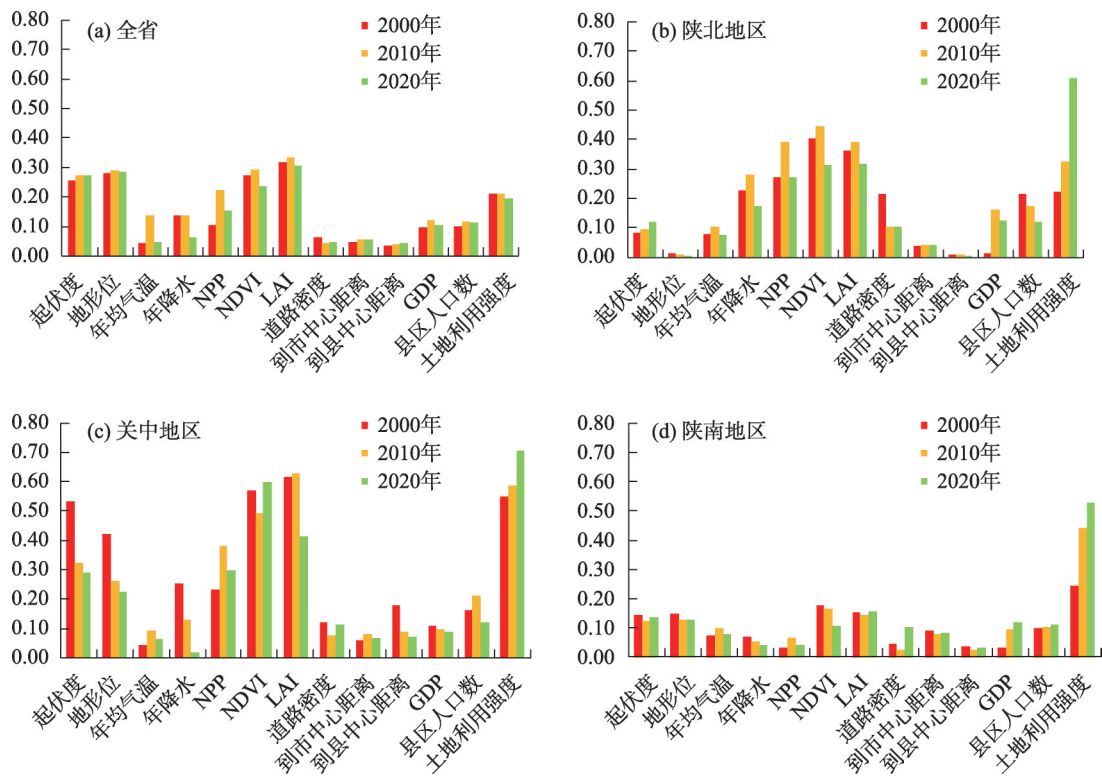 (a) 全省
2000年
2010年
2020年
0.80
0.70
0.60
0.50
0.40
0.30
0.20
0.10
0.00
起伏度
地形位
年均气温
年降水
NPP
NDVI
LAI
道路密度
到市中心距离
到县中心距离
GDP
县区人口数
土地利用强度
(b) 陕北地区
2000年
2010年
2020年
0.80
0.70
0.60
0.50
0.40
0.30
0.20
0.10
0.00
起伏度
地形位
年均气温
年降水
NPP
NDVI
LAI
道路密度
到市中心距离
到县中心距离
GDP
县区人口数
土地利用强度
(c) 关中地区
2000年
2010年
2020年
0.80
0.70
0.60
0.50
0.40
0.30
0.20
0.10
0.00
起伏度
地形位
年均气温
年降水
NPP
NDVI
LAI
道路密度
到市中心距离
到县中心距离
GDP
县区人口数
土地利用强度
(d) 陕南地区
2000年
2010年
2020年
0.80
0.70
0.60
0.50
0.40
0.30
0.20
0.10
0.00
起伏度
地形位
年均气温
年降水
NPP
NDVI
LAI
道路密度
到市中心距离
到县中心距离
GDP
县区人口数
土地利用强度